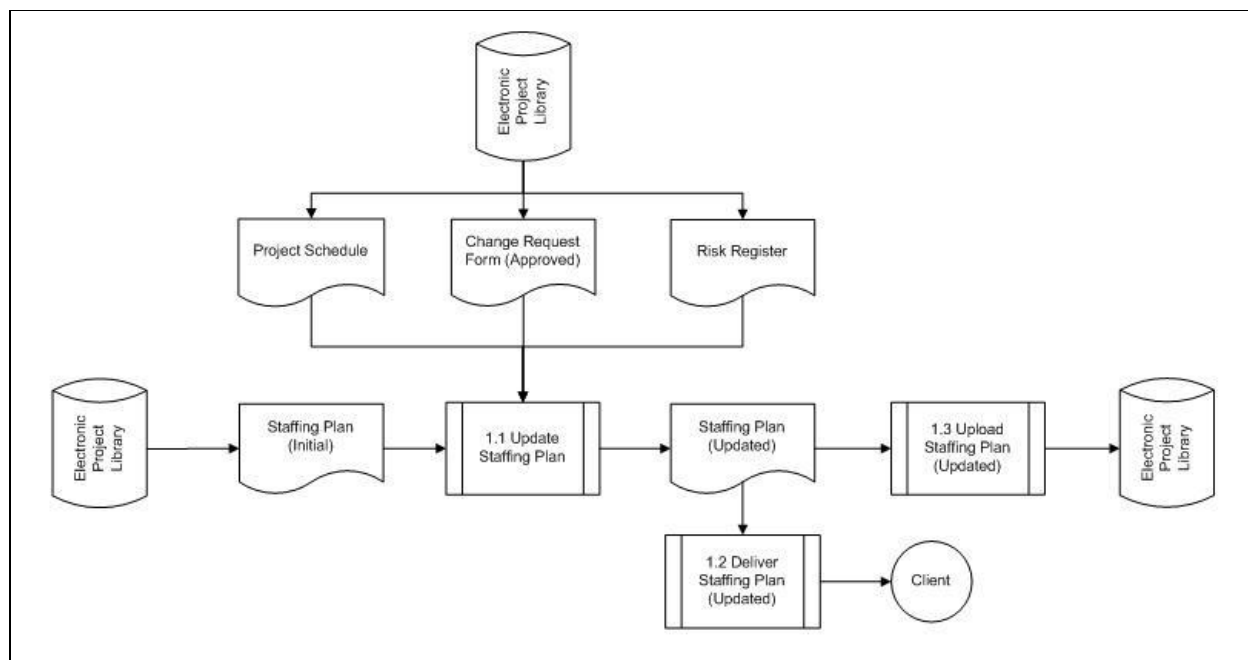 Electronic
Project
Library
Project Schedule
Change Request
Form (Approved)
Risk Register
Electronic
Project
Library
Staffing Plan
(Initial)
1.1 Update
Staffing Plan
Staffing Plan
(Updated)
1.3 Upload
Staffing Plan
(Updated)
Electronic
Project
Library
1.2 Deliver
Staffing Plan
(Updated)
Client